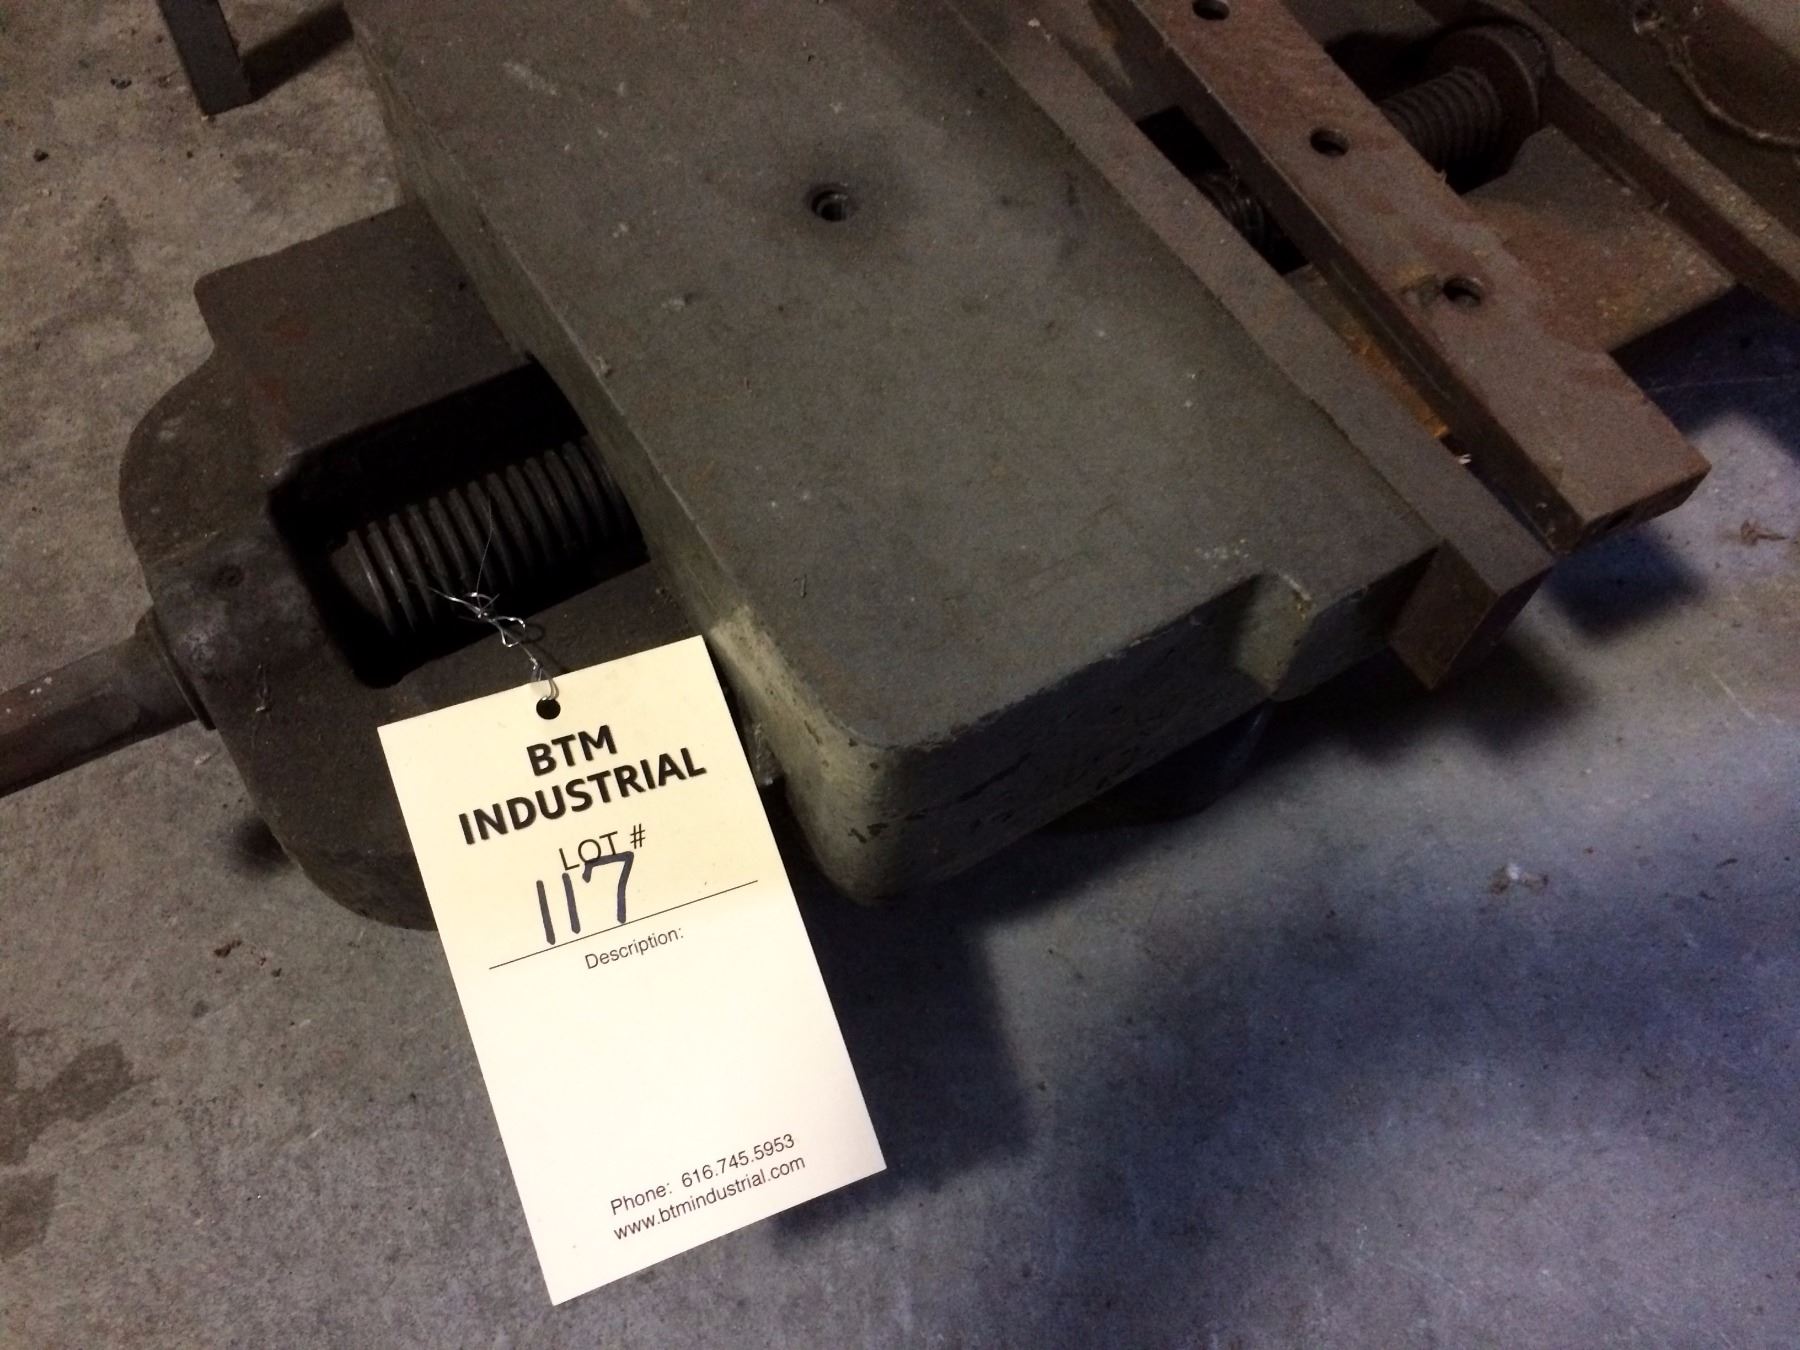 BTM
INDUSTRIAL
LOT #
117
Description:
Phone: 616.745.5953
www.btmindustrial.com